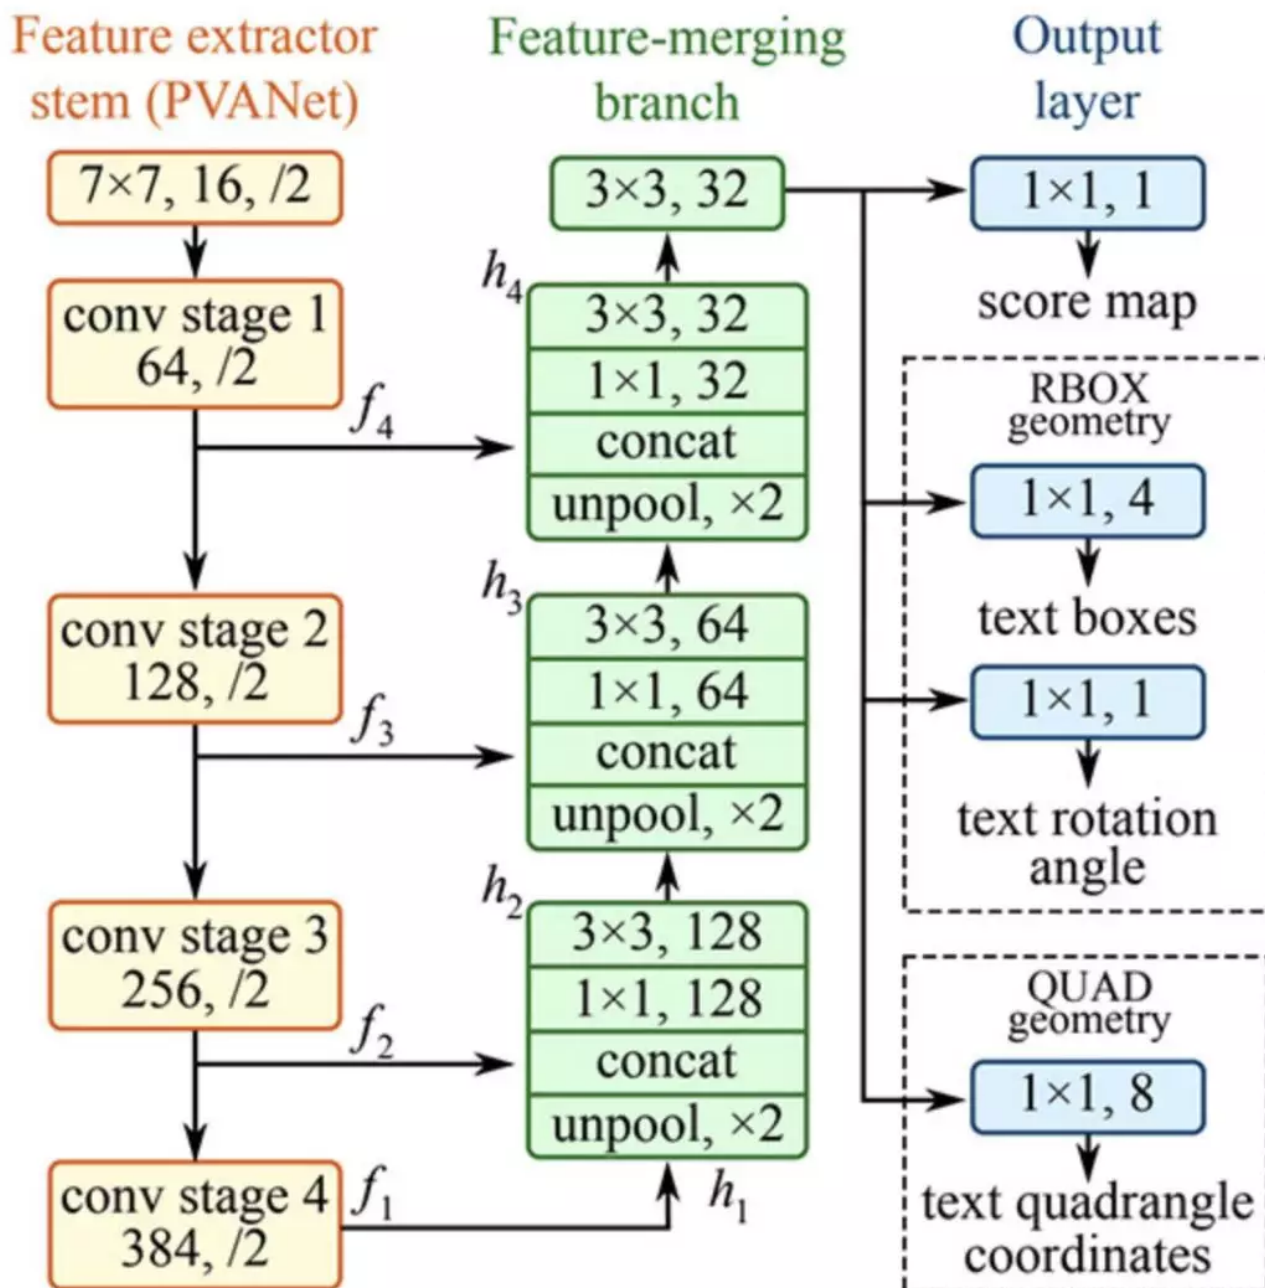 Feature extractor
stem (PVANet)
7×7, 16, /2
conv stage 1
64, /2
f4
conv stage 2
128, /2
f3
conv stage 3
256, /2
f2
conv stage 4
384, /2
f1
Feature-merging
branch
3×3, 32
h4
3×3, 32
1×1, 32
concat
unpool, ×2
h3
3×3, 64
1×1, 64
concat
unpool, ×2
h2
3×3, 128
1×1, 128
concat
unpool, ×2
h1
Output
layer
1×1, 1
score map
RBOX
geometry
1×1, 4
text boxes
1×1, 1
text rotation
angle
QUAD
geometry
1×1, 8
text quadrangle
coordinates